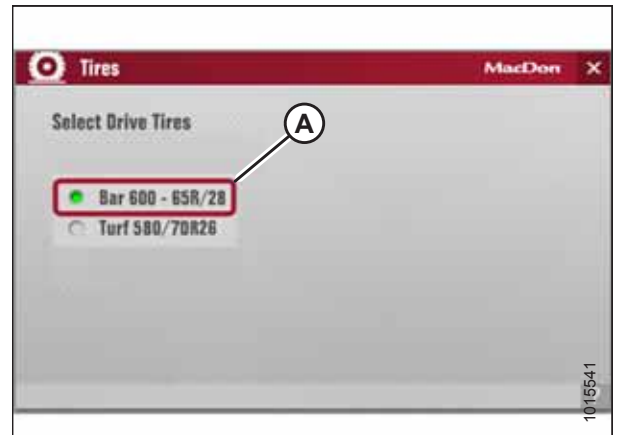 Tires MacDon ×
Select Drive Tires
A
Bar 600 - 65R/28
Turf 580/70R26
1015541